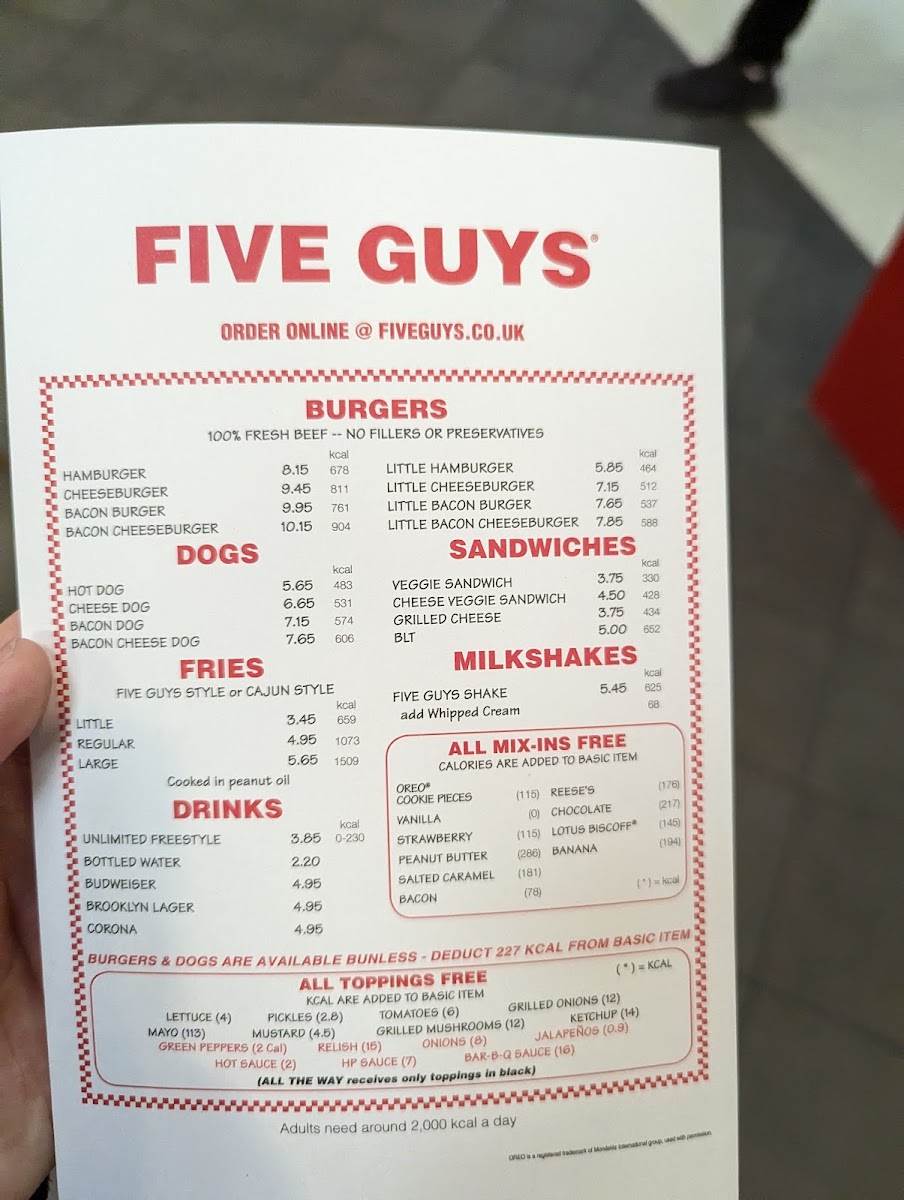 FIVE GUYS®
ORDER ONLINE @ FIVEGUYS.CO.UK
BURGERS
100% FRESH BEEF -- NO FILLERS OR PRESERVATIVES
kcal
HAMBURGER 8.15 678
CHEESEBURGER 9.45 811
BACON BURGER 9.95 761
BACON CHEESEBURGER 10.15 904
kcal
LITTLE HAMBURGER 5.85 464
LITTLE CHEESEBURGER 7.15 512
LITTLE BACON BURGER 7.65 537
LITTLE BACON CHEESEBURGER 7.85 588
DOGS
kcal
HOT DOG 5.65 483
CHEESE DOG 6.65 531
BACON DOG 7.15 574
BACON CHEESE DOG 7.65 606
SANDWICHES
kcal
VEGGIE SANDWICH 3.75 330
CHEESE VEGGIE SANDWICH 4.50 428
GRILLED CHEESE 3.75 434
BLT 5.00 652
FRIES
FIVE GUYS STYLE or CAJUN STYLE
kcal
LITTLE 3.45 659
REGULAR 4.95 1073
LARGE 5.65 1509
Cooked in peanut oil
MILKSHAKES
kcal
FIVE GUYS SHAKE 5.45 625
add Whipped Cream 68
ALL MIX-INS FREE
CALORIES ARE ADDED TO BASIC ITEM
OREO®
COOKIE PIECES (115)
VANILLA (0)
STRAWBERRY (115)
PEANUT BUTTER (286)
SALTED CARAMEL (181)
BACON (78)
REESE'S (176)
CHOCOLATE (217)
LOTUS BISCOFF® (145)
BANANA (194)
(*) = kcal
DRINKS
kcal
UNLIMITED FREESTYLE 3.85 0-230
BOTTLED WATER 2.20
BUDWEISER 4.95
BROOKLYN LAGER 4.95
CORONA 4.95
BURGERS & DOGS ARE AVAILABLE BUNLESS - DEDUCT 227 KCAL FROM BASIC ITEM
ALL TOPPINGS FREE
(*) = KCAL
KCAL ARE ADDED TO BASIC ITEM
LETTUCE (4) PICKLES (2.8) TOMATOES (6) GRILLED ONIONS (12)
MAYO (113) MUSTARD (4.5) GRILLED MUSHROOMS (12) KETCHUP (14)
GREEN PEPPERS (2 Cal) RELISH (15) ONIONS (8) JALAPEÑOS (0.9)
HOT SAUCE (2) HP SAUCE (7) BAR-B-Q SAUCE (16)
(ALL THE WAY receives only toppings in black)
Adults need around 2,000 kcal a day
OREO is a registered trademark of Mondelēz International group, used with permission.